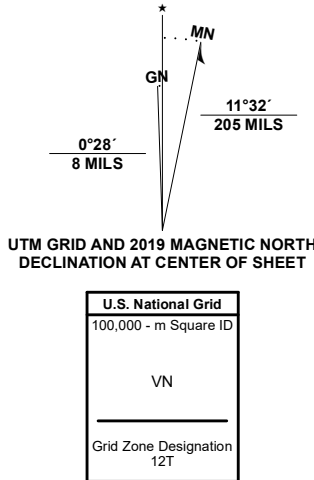 MN
GN
11°32´
205 MILS
0°28´
8 MILS
UTM GRID AND 2019 MAGNETIC NORTH
DECLINATION AT CENTER OF SHEET
U.S. National Grid
100,000 - m Square ID
VN
Grid Zone Designation
12T